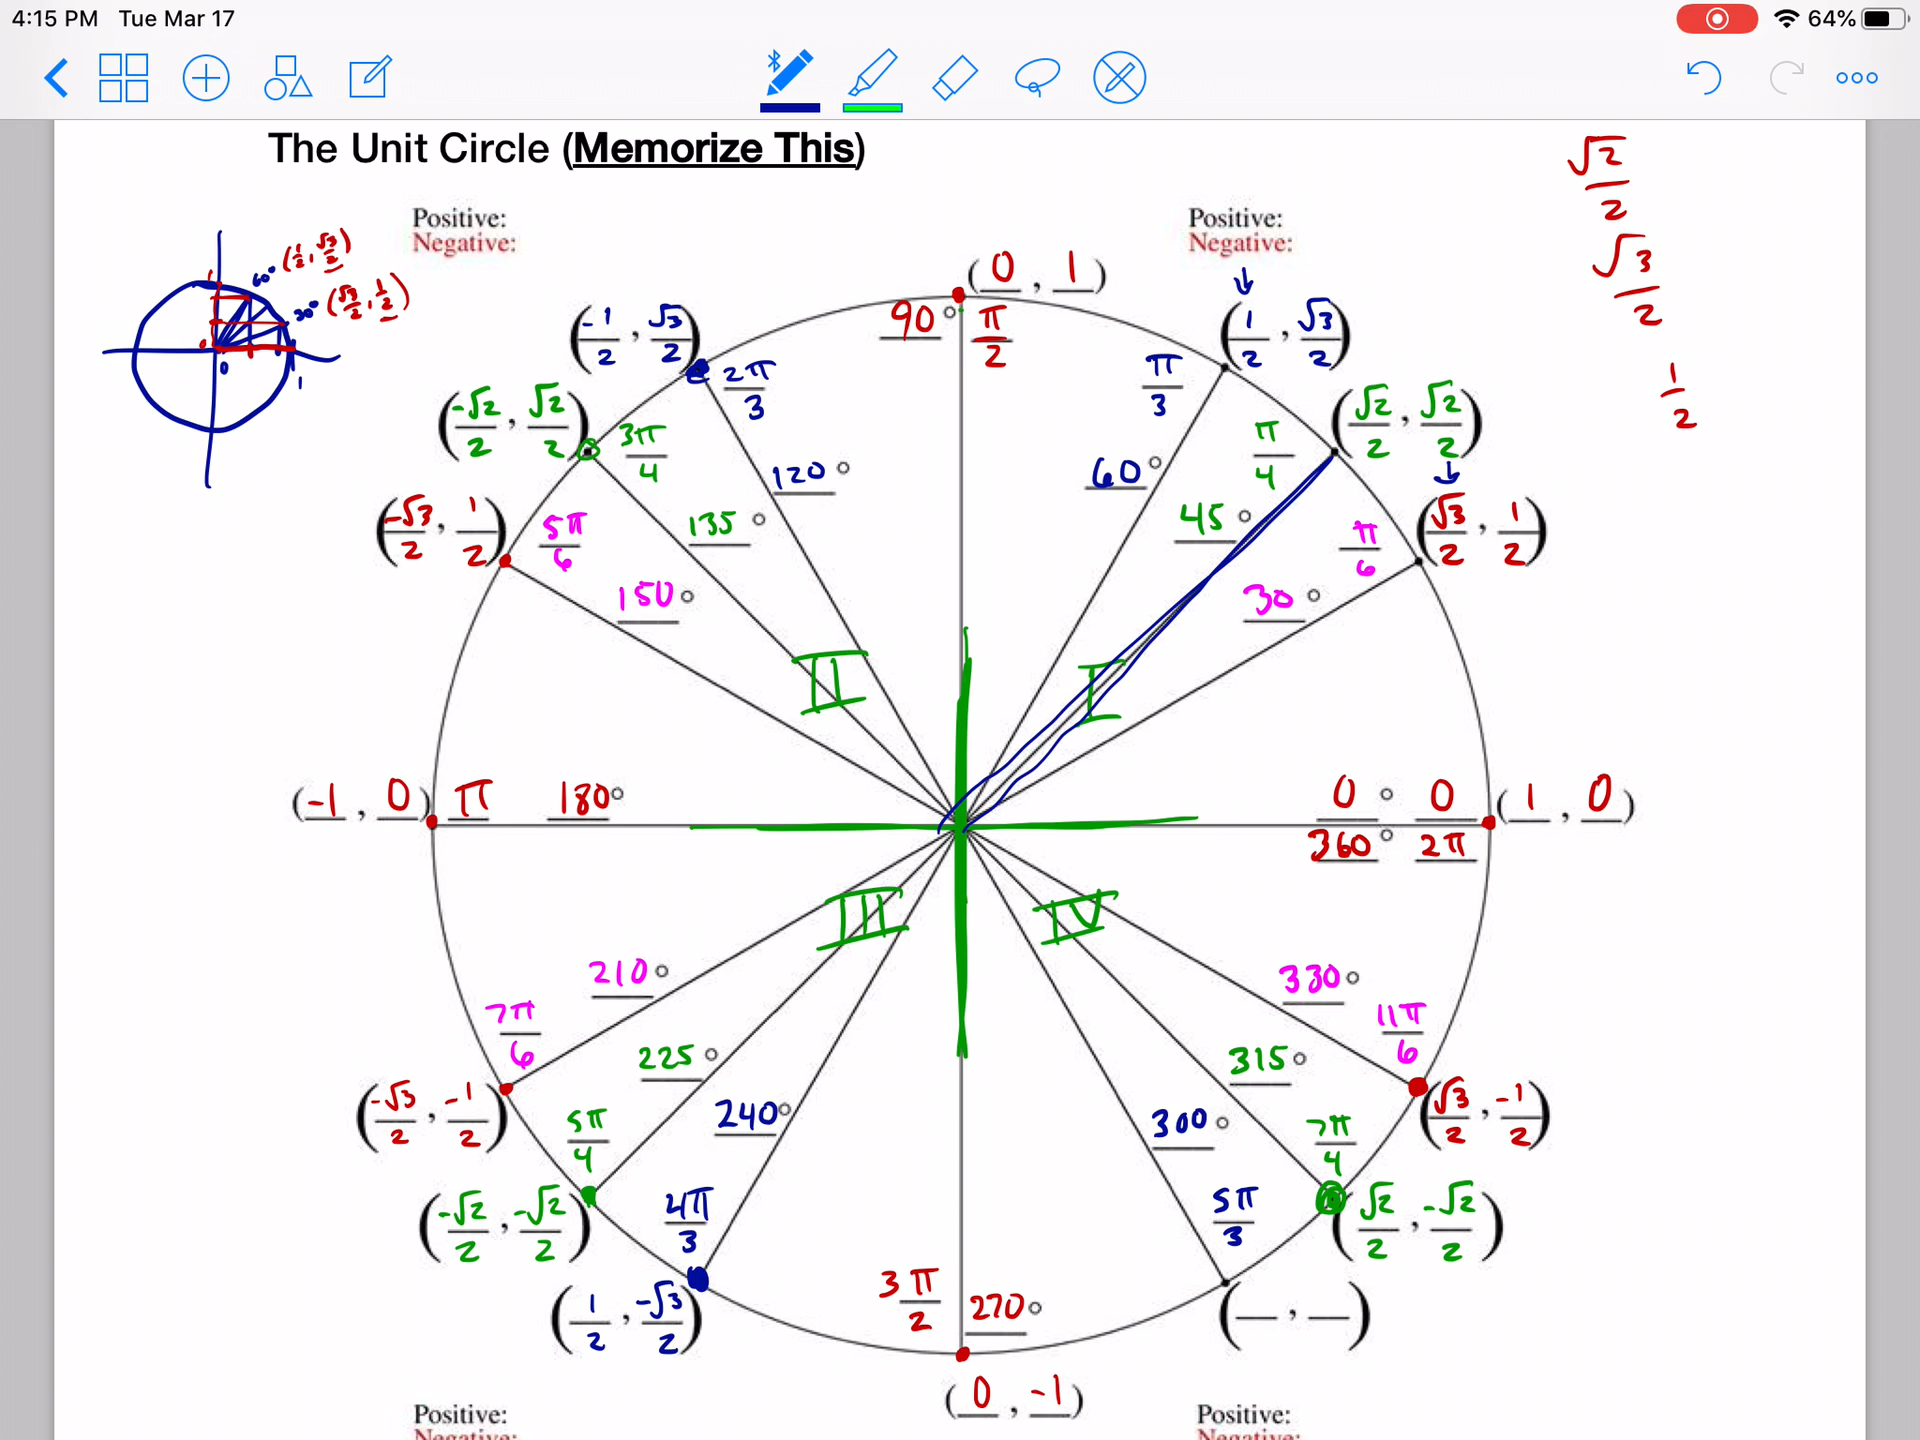 4:15 PM Tue Mar 17 64%
The Unit Circle (Memorize This)
√2/2
√3/2
1/2
Positive:
Negative:
Positive:
Negative:
60° (1/2, √3/2)
30° (√3/2, 1/2)
0
1
(0, 1)
90° π/2
(-1/2, √3/2) 2π/3 120°
π/3 60° (1/2, √3/2)
(-√2/2, √2/2) 3π/4 135°
π/4 45° (√2/2, √2/2)
(-√3/2, 1/2) 5π/6 150°
π/6 30° (√3/2, 1/2)
II I
(-1, 0) π 180°
0° 0 (1, 0)
360° 2π
III IV
210° 7π/6 (-√3/2, -1/2)
330° 11π/6 (√3/2, -1/2)
225° 5π/4 (-√2/2, -√2/2)
315° 7π/4 (√2/2, -√2/2)
240° 4π/3 (1/2, -√3/2)
300° 5π/3 (__, __)
3π/2 270°
(0, -1)
Positive:
Negative:
Positive:
Negative: